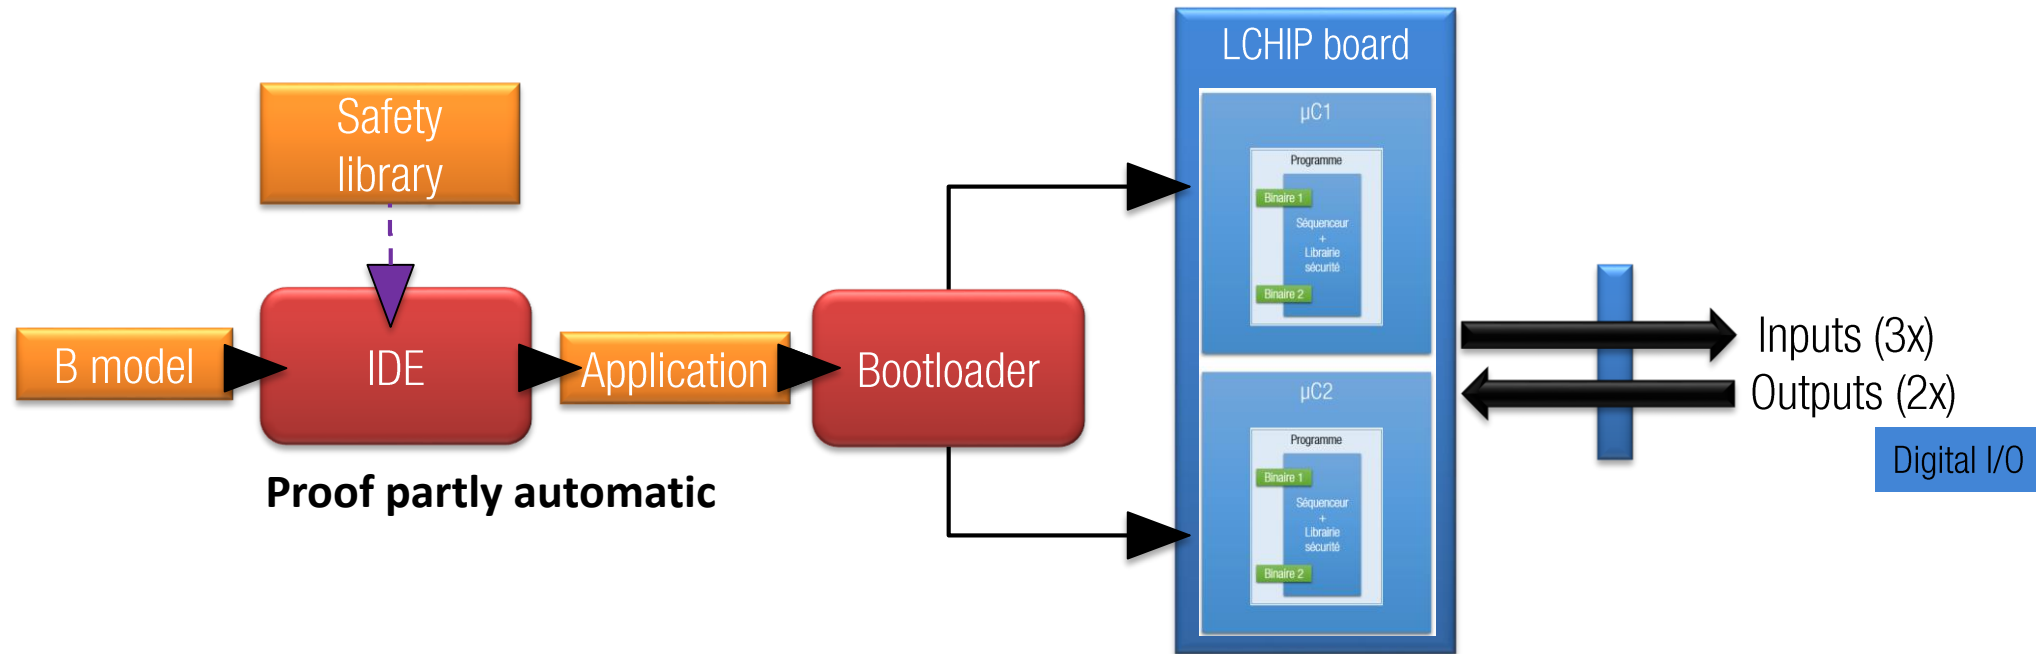 LCHIP board
Safety
library
B model
IDE
Application
Bootloader
Proof partly automatic
µC1
Programme
Binaire 1
Séquenceur
+
Librairie
sécurité
Binaire 2
µC2
Programme
Binaire 1
Séquenceur
+
Librairie
sécurité
Binaire 2
Inputs (3x)
Outputs (2x)
Digital I/O